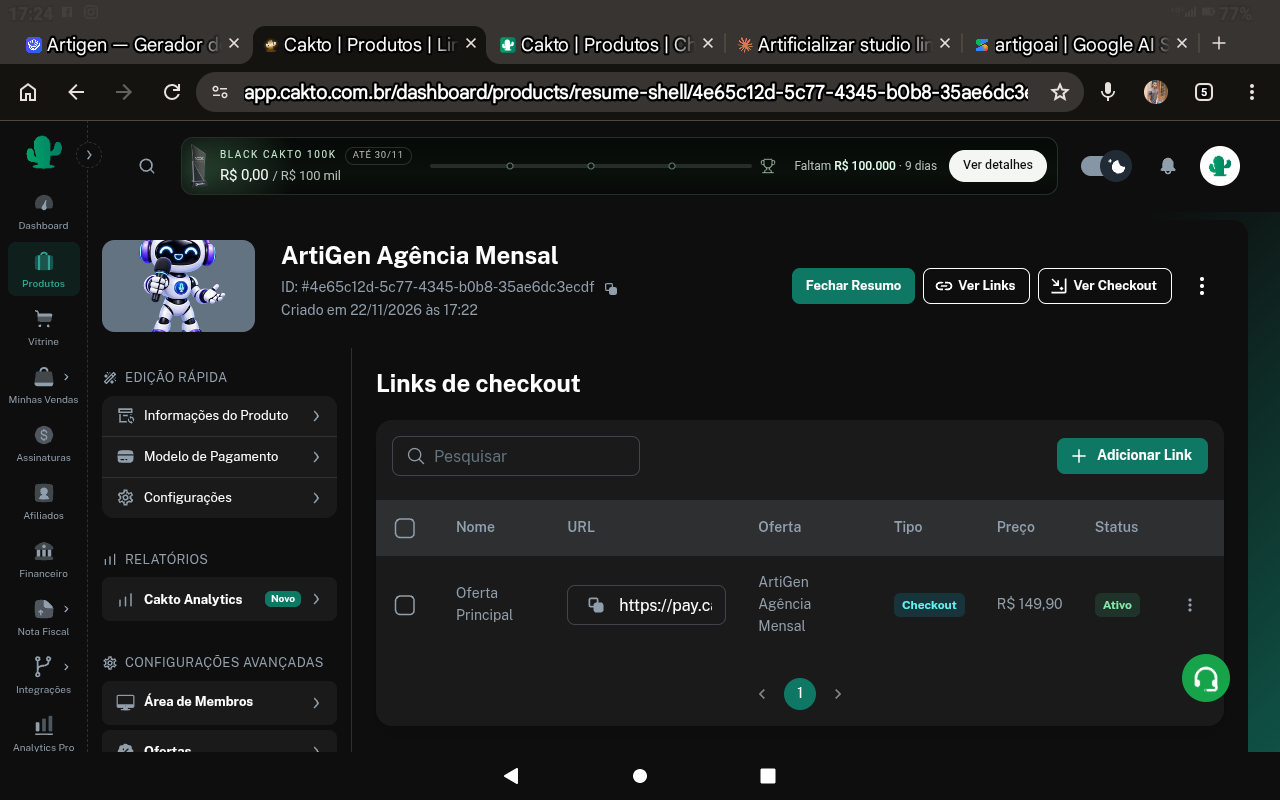 17:24
77%
Artigen — Gerador d
Cakto | Produtos | Lir
Cakto | Produtos | Ch
Artificializar studio lin
artigoai | Google AI S
app.cakto.com.br/dashboard/products/resume-shell/4e65c12d-5c77-4345-b0b8-35ae6dc3e
5
BLACK CAKTO 100K
ATÉ 30/11
R$ 0,00 / R$ 100 mil
Faltam R$ 100.000 · 9 dias
Ver detalhes
Dashboard
Produtos
Vitrine
Minhas Vendas
Assinaturas
Afiliados
Financeiro
Nota Fiscal
Integrações
Analytics Pro
ArtiGen Agência Mensal
ID: #4e65c12d-5c77-4345-b0b8-35ae6dc3ecdf
Criado em 22/11/2026 às 17:22
Fechar Resumo
Ver Links
Ver Checkout
EDIÇÃO RÁPIDA
Informações do Produto
Modelo de Pagamento
Configurações
RELATÓRIOS
Cakto Analytics
Novo
CONFIGURAÇÕES AVANÇADAS
Área de Membros
Ofertas
Links de checkout
Pesquisar
Adicionar Link
Nome
URL
Oferta
Tipo
Preço
Status
Oferta
Principal
https://pay.ca
ArtiGen
Agência
Mensal
Checkout
R$ 149,90
Ativo
1